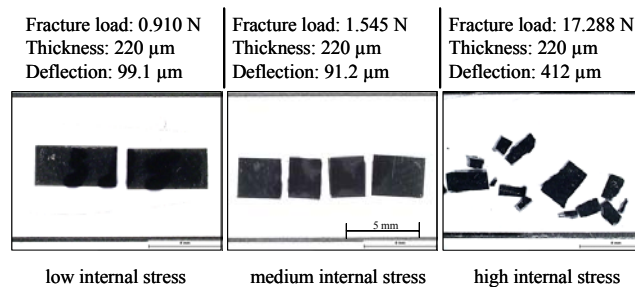 Fracture load: 0.910 N
Thickness: 220 µm
Deflection: 99.1 µm
Fracture load: 1.545 N
Thickness: 220 µm
Deflection: 91.2 µm
Fracture load: 17.288 N
Thickness: 220 µm
Deflection: 412 µm
5 mm
low internal stress
medium internal stress
high internal stress